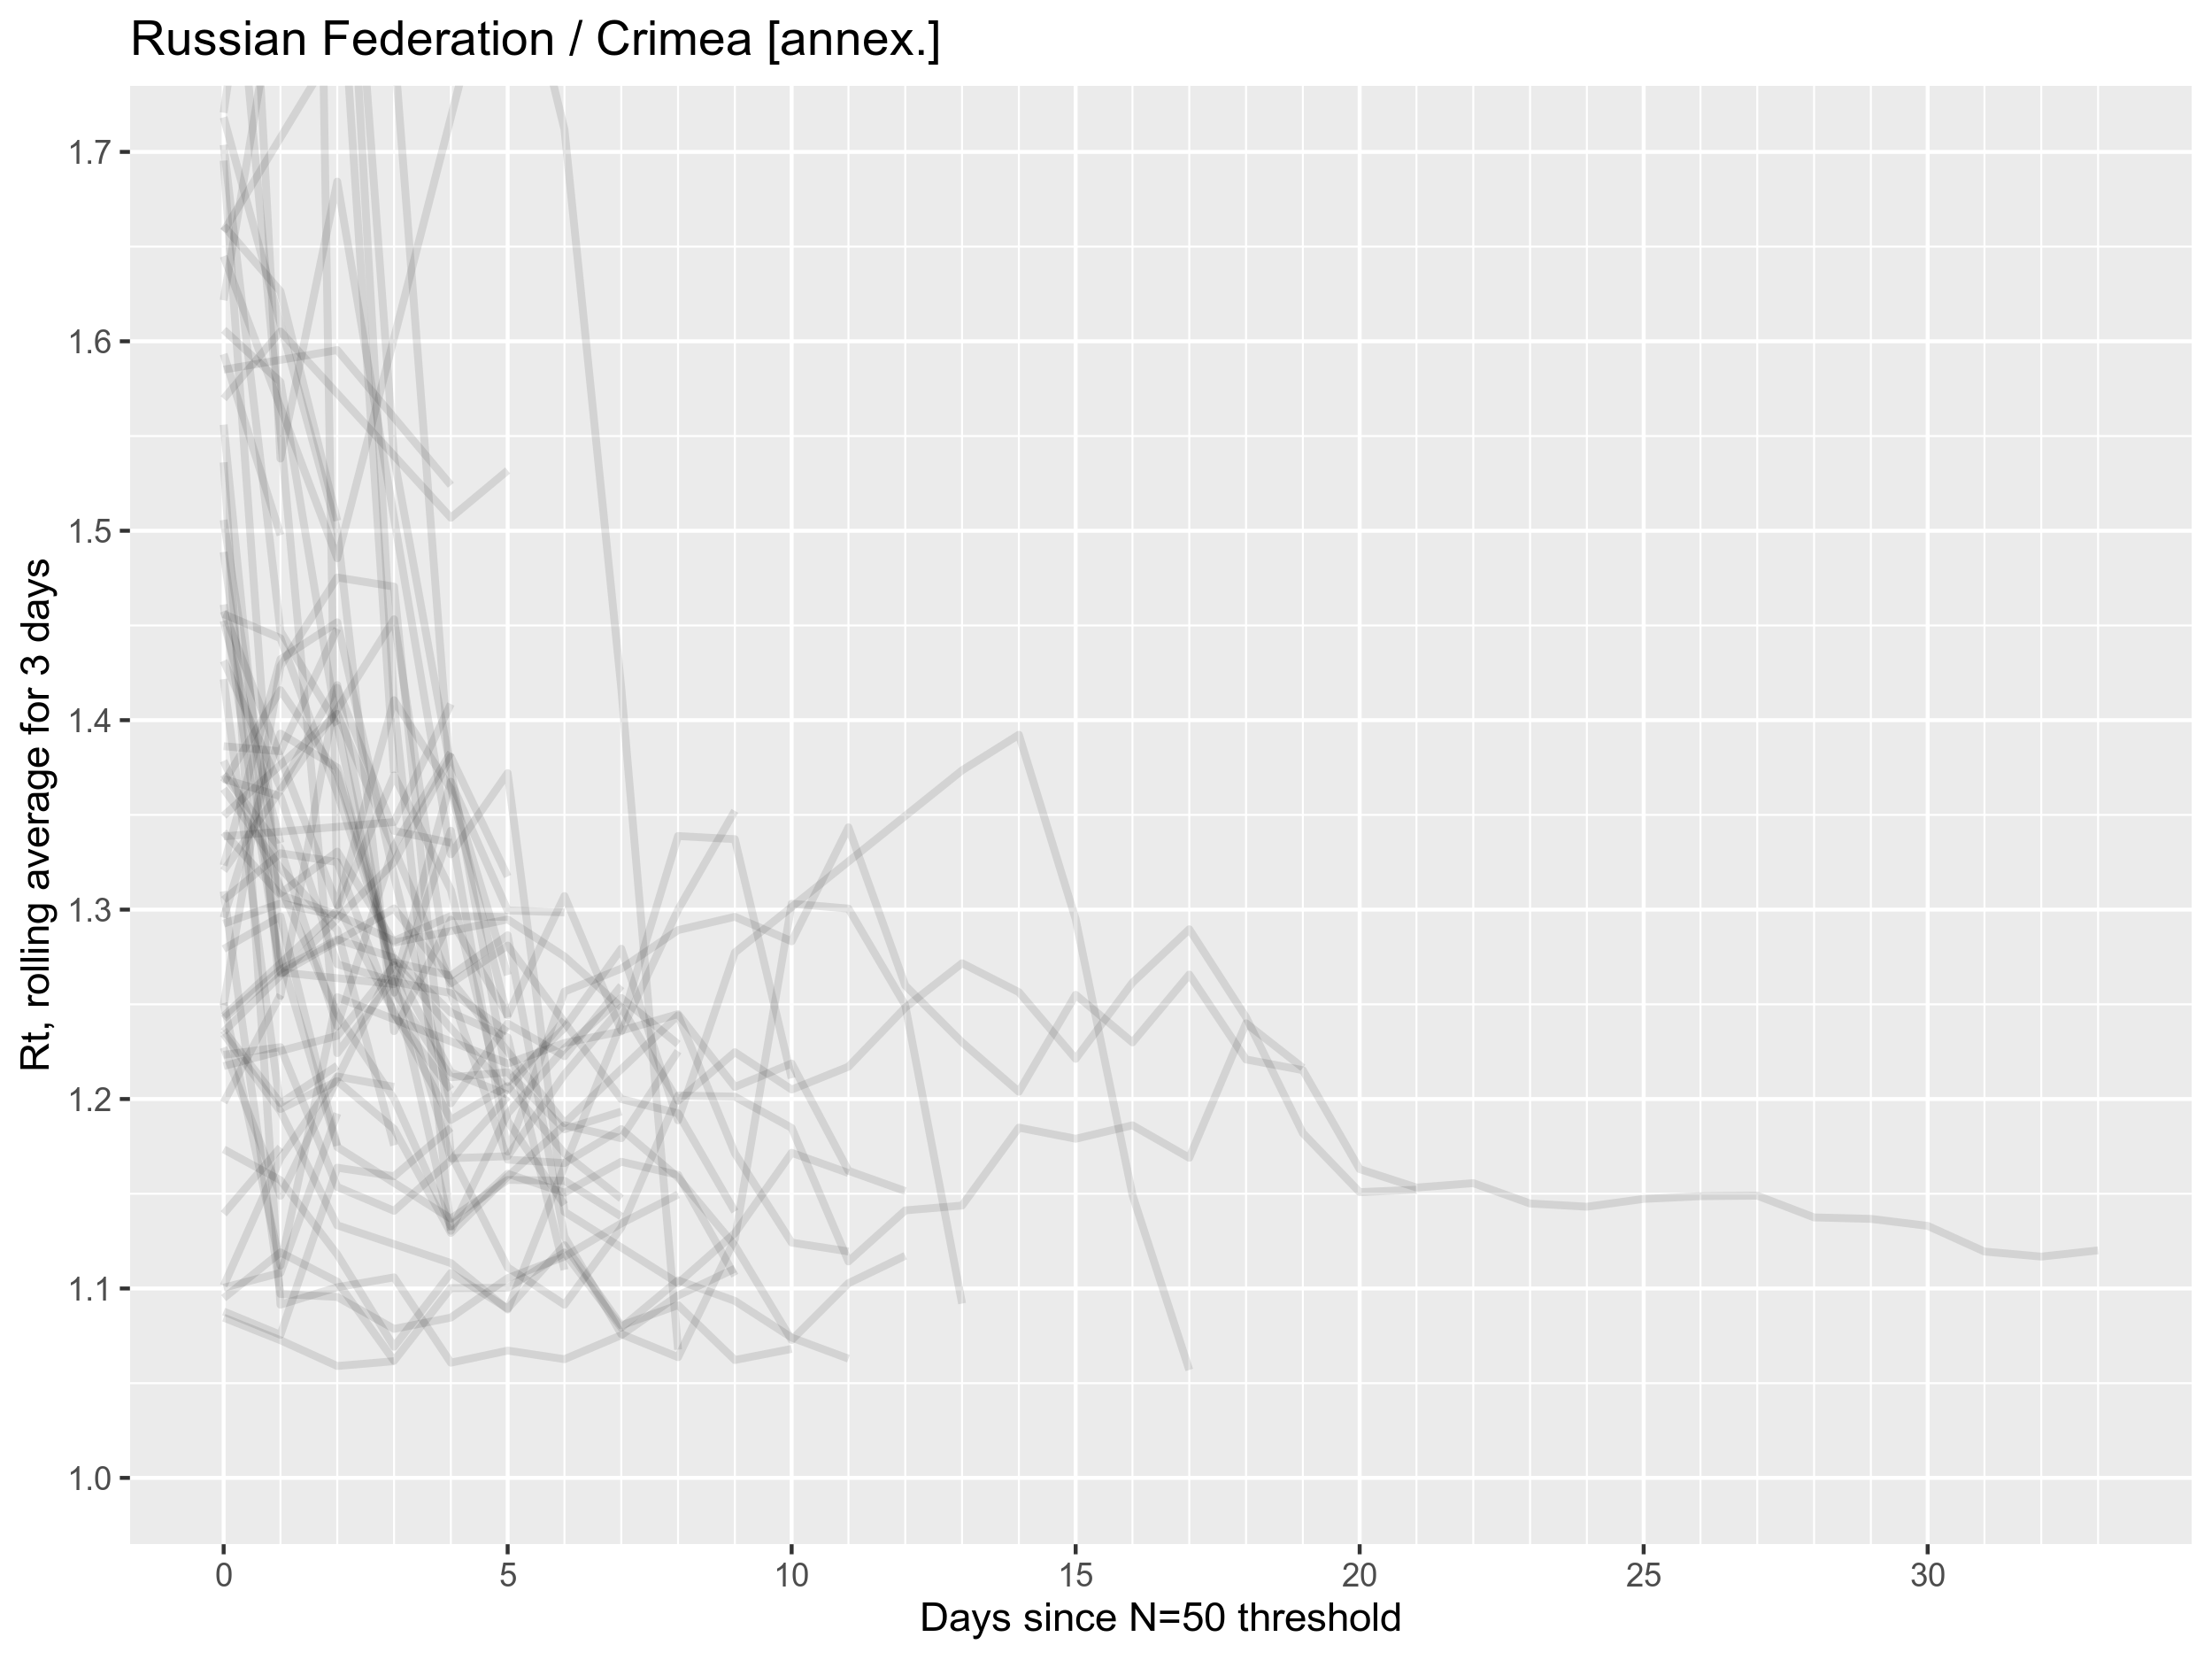 Russian Federation / Crimea [annex.]
Rt, rolling average for 3 days
1.7
1.6
1.5
1.4
1.3
1.2
1.1
1.0
0 5 10 15 20 25 30
Days since N=50 threshold